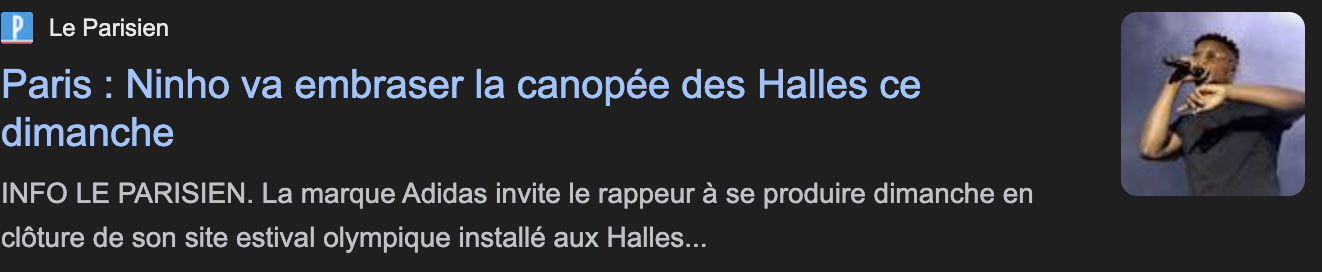 P
Le Parisien
Paris : Ninho va embraser la canopée des Halles ce
dimanche
INFO LE PARISIEN. La marque Adidas invite le rappeur à se produire dimanche en
clôture de son site estival olympique installé aux Halles...